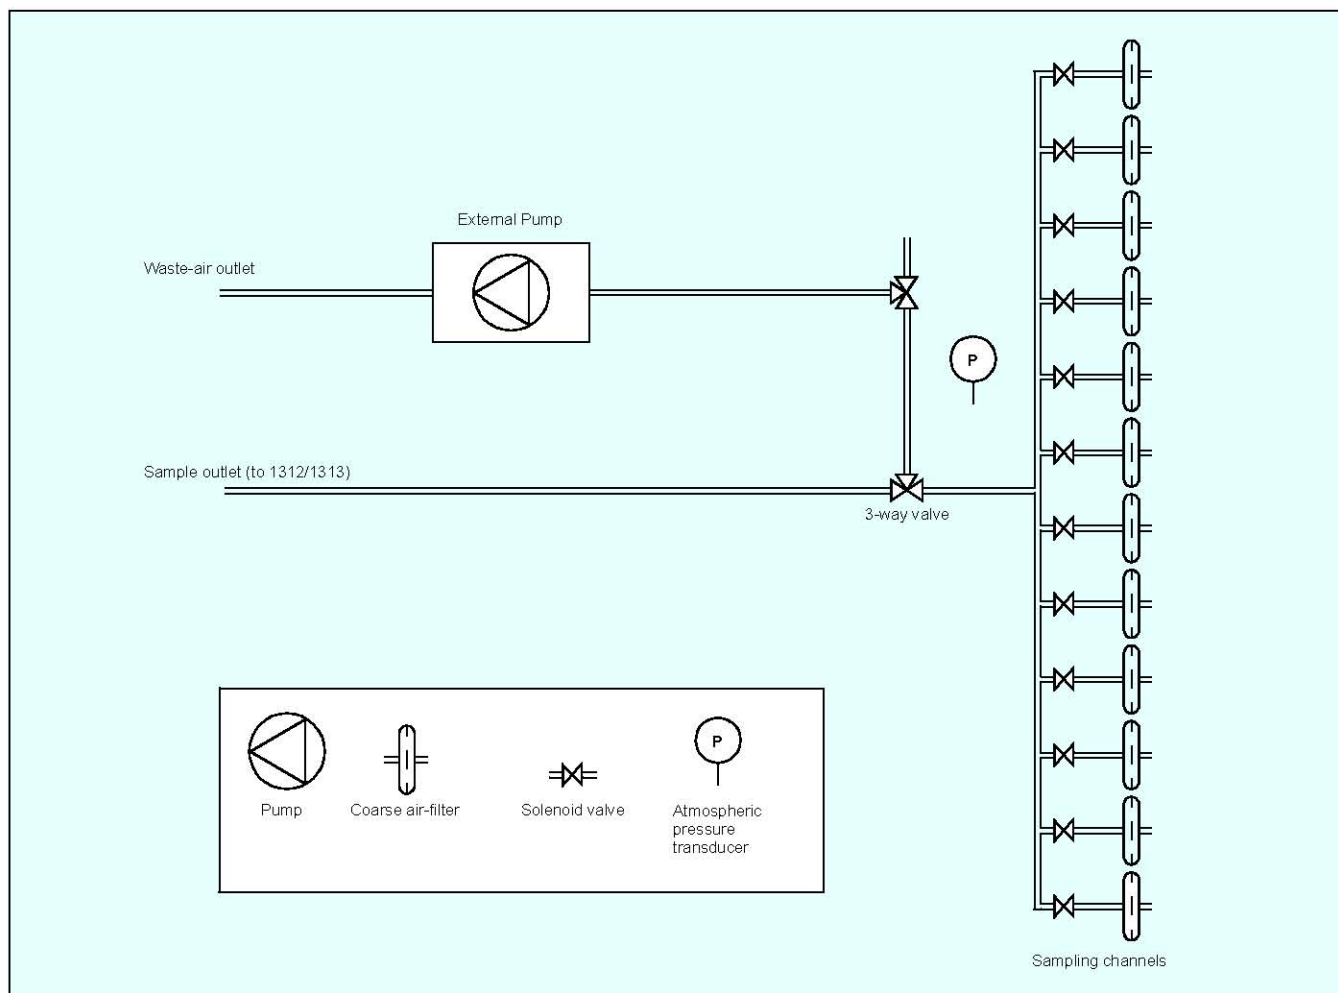 External Pump
Waste-air outlet
P
Sample outlet (to 1312/1313)
3-way valve
P
Pump
Coarse air-filter
Solenoid valve
Atmospheric
pressure
transducer
Sampling channels